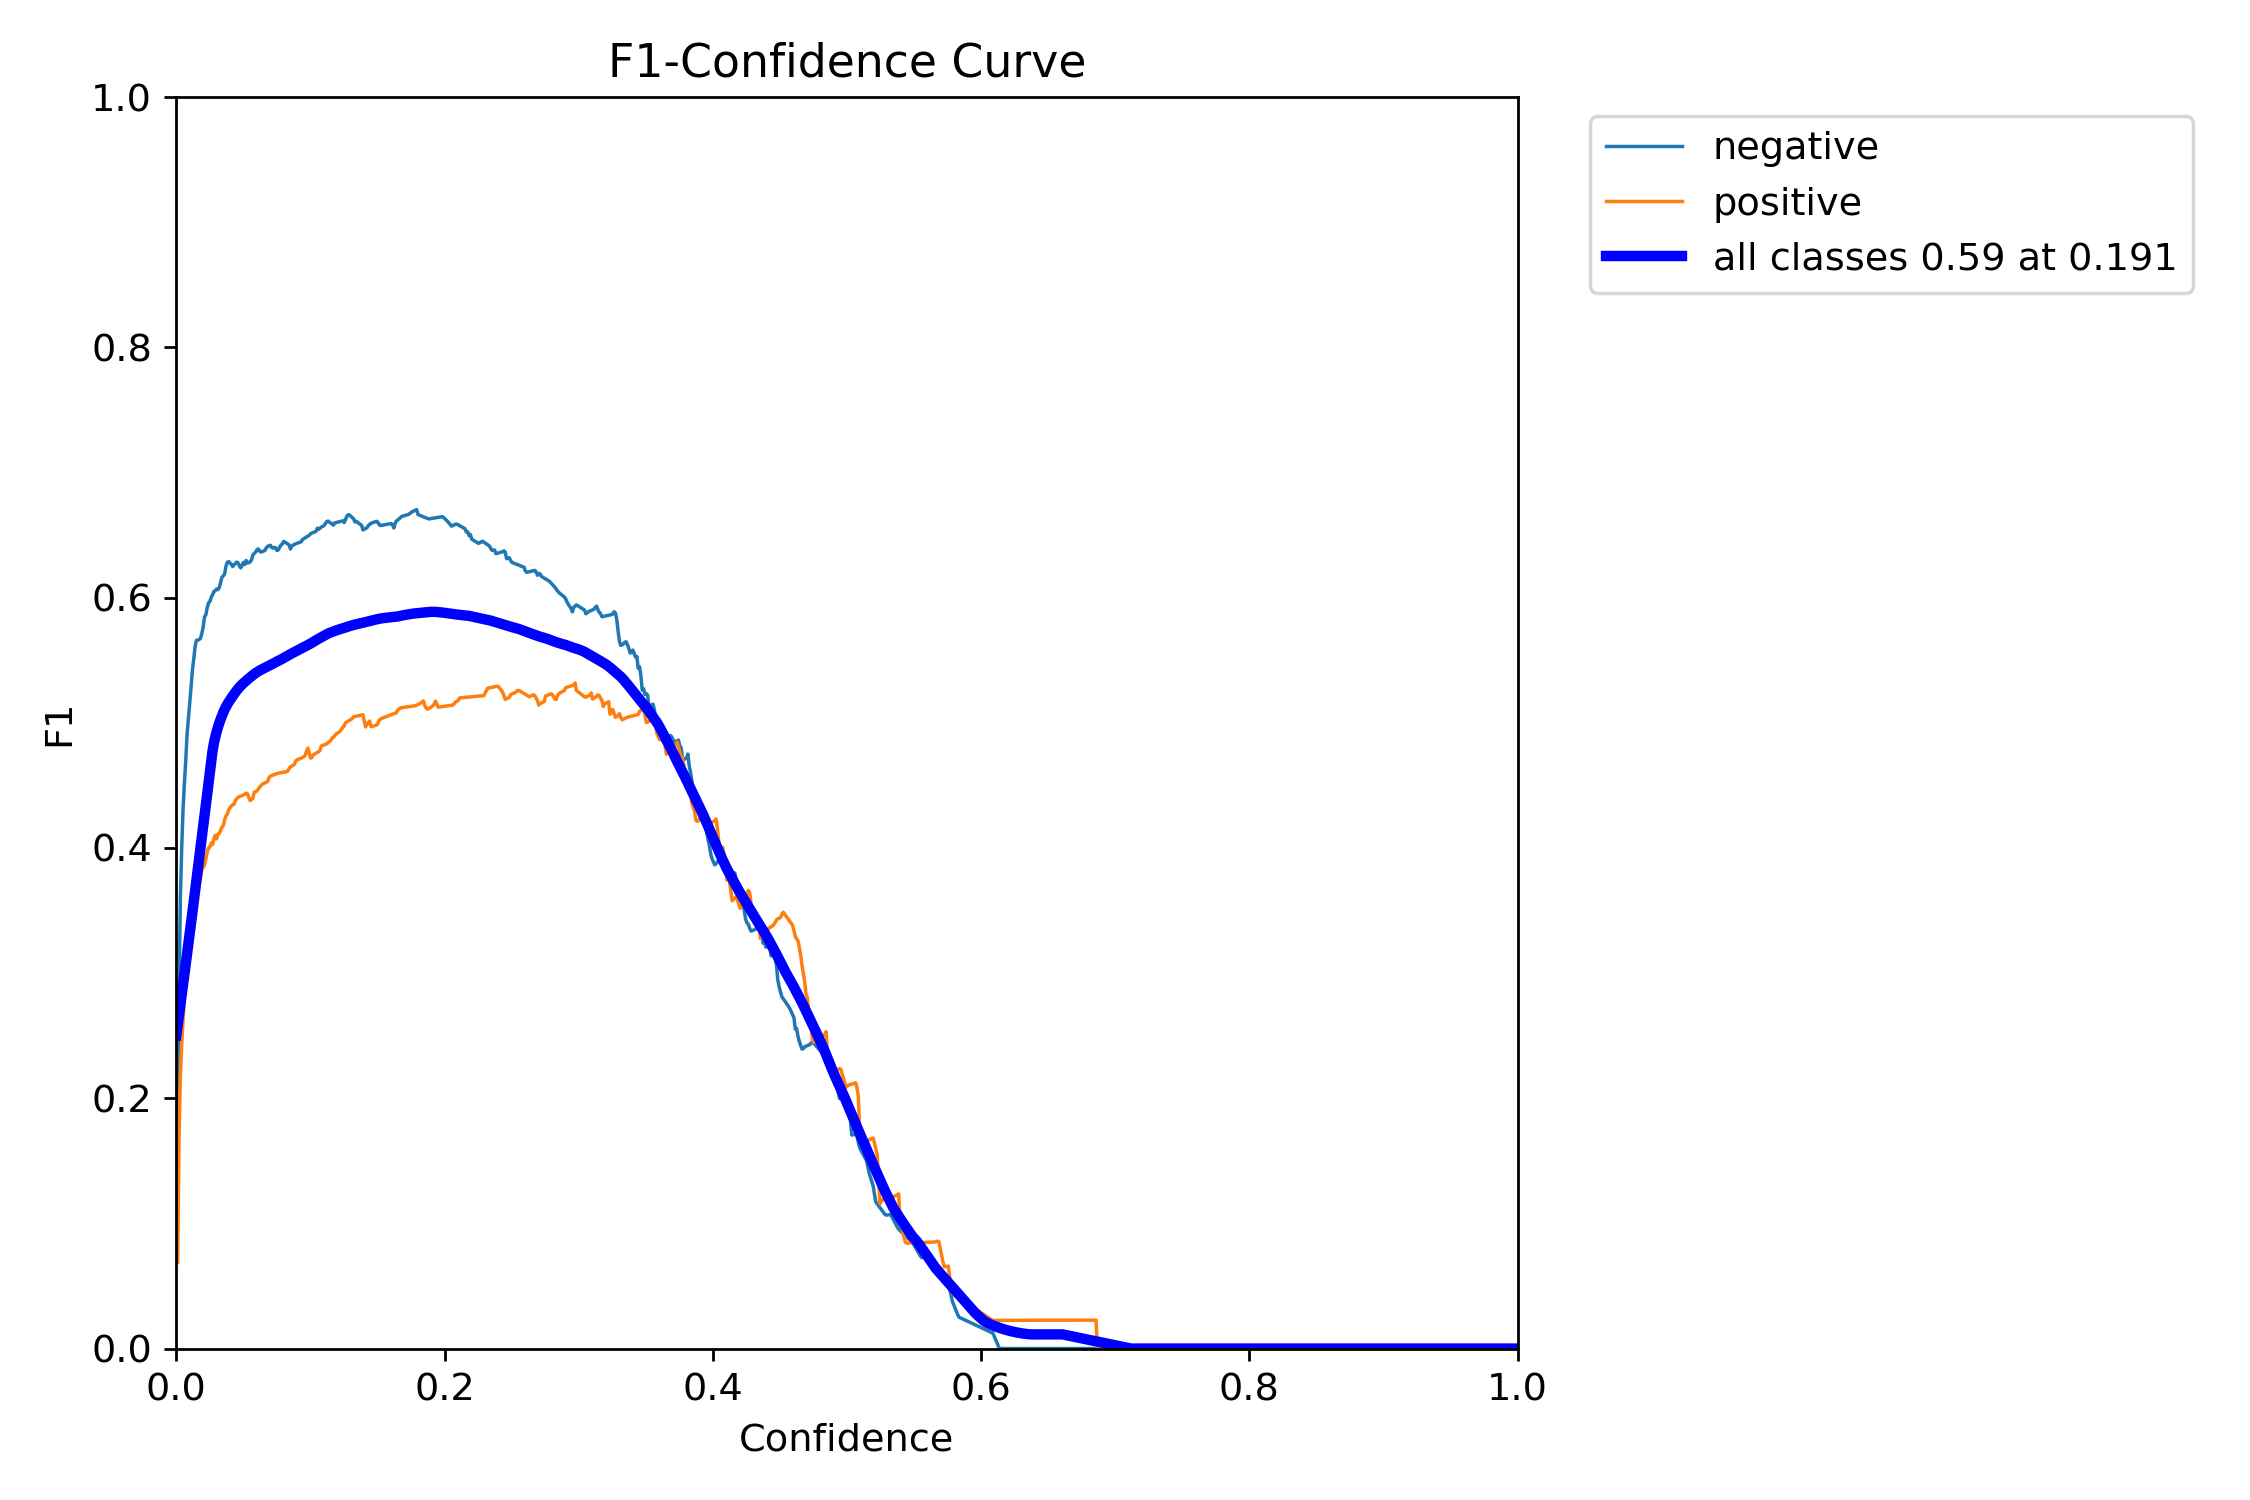 F1-Confidence Curve
negative
positive
all classes 0.59 at 0.191
F1
1.0
0.8
0.6
0.4
0.2
0.0
0.0 0.2 0.4 0.6 0.8 1.0
Confidence